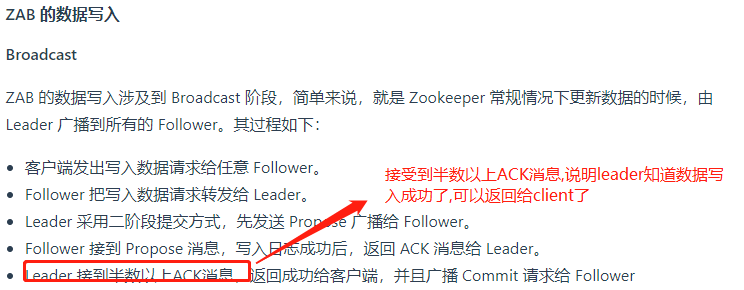 ZAB 的数据写入
Broadcast
ZAB 的数据写入涉及到 Broadcast 阶段，简单来说，就是 Zookeeper 常规情况下更新数据的时候，由
Leader 广播到所有的 Follower。其过程如下：
客户端发出写入数据请求给任意 Follower。
Follower 把写入数据请求转发给 Leader。
接受到半数以上ACK消息,说明leader知道数据写
入成功了,可以返回给client了
Leader 采用二阶段提交方式，先发送 Propose 广播给 Follower。
Follower 接到 Propose 消息，写入日志成功后，返回 ACK 消息给 Leader。
Leader 接到半数以上ACK消息，返回成功给客户端，并且广播 Commit 请求给 Follower